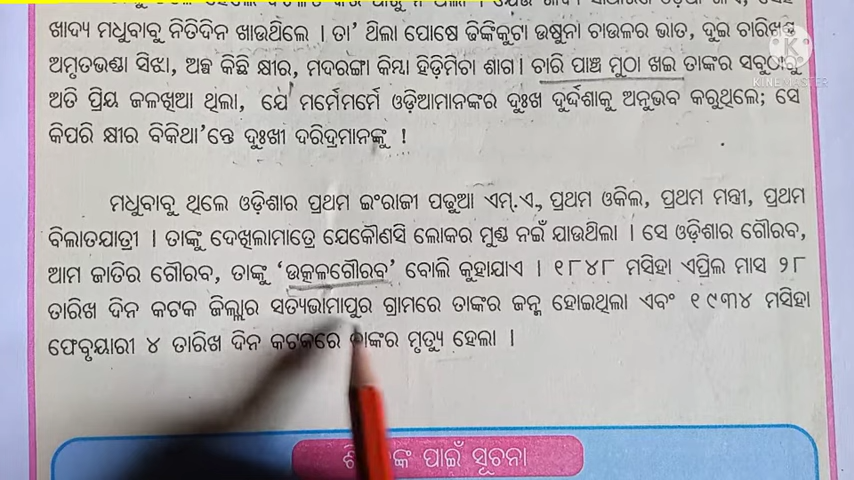 ଖାଦ୍ୟ ମଧୁବାବୁ ନିତିଦିନ ଖାଉଥିଲେ । ତା' ଥିଲା ପୋଷେ ଢିଙ୍କିକୁଟା ଉଷୁନା ଚାଉଳର ଭାତ, ଦୁଇ ଚାରିଖଣ୍ଡ
ଅମୃତଭଣ୍ଡା ସିଝା, ଅଳ୍ପ କିଛି କ୍ଷୀର, ମଦରଙ୍ଗା କିମ୍ବା ହିଡ଼ିମିଚା ଶାଗ । ଚାରି ପାଞ୍ଚ ମୁଠା ଖଇ ତାଙ୍କର ସବୁଠାରୁ
ଅତି ପ୍ରିୟ ଜଳଖିଆ ଥିଲା, ଯେ ମର୍ମେମର୍ମେ ଓଡ଼ିଆମାନଙ୍କର ଦୁଃଖ ଦୁର୍ଦ୍ଦଶାକୁ ଅନୁଭବ କରୁଥିଲେ; ସେ
କିପରି କ୍ଷୀର ବିକିଥା'ନ୍ତେ ଦୁଃଖୀ ଦରିଦ୍ରମାନଙ୍କୁ !
ମଧୁବାବୁ ଥିଲେ ଓଡ଼ିଶାର ପ୍ରଥମ ଇଂରାଜୀ ପଢୁଆ ଏମ୍.ଏ., ପ୍ରଥମ ଓକିଲ, ପ୍ରଥମ ମନ୍ତ୍ରୀ, ପ୍ରଥମ
ବିଲାତଯାତ୍ରୀ । ତାଙ୍କୁ ଦେଖିଲାମାତ୍ରେ ଯେକୌଣସି ଲୋକର ମୁଣ୍ଡ ନଇଁ ଯାଉଥିଲା । ସେ ଓଡ଼ିଶାର ଗୌରବ,
ଆମ ଜାତିର ଗୌରବ, ତାଙ୍କୁ 'ଉତ୍କଳଗୌରବ' ବୋଲି କୁହାଯାଏ । ୧୮୪୮ ମସିହା ଏପ୍ରିଲ ମାସ ୨୮
ତାରିଖ ଦିନ କଟକ ଜିଲ୍ଲାର ସତ୍ୟଭାମାପୁର ଗ୍ରାମରେ ତାଙ୍କର ଜନ୍ମ ହୋଇଥିଲା ଏବଂ ୧୯୩୪ ମସିହା
ଫେବୃୟାରୀ ୪ ତାରିଖ ଦିନ କଟକରେ ତାଙ୍କର ମୃତ୍ୟୁ ହେଲା ।
ପାଇଁ ସୂଚନା
KINEMASTER